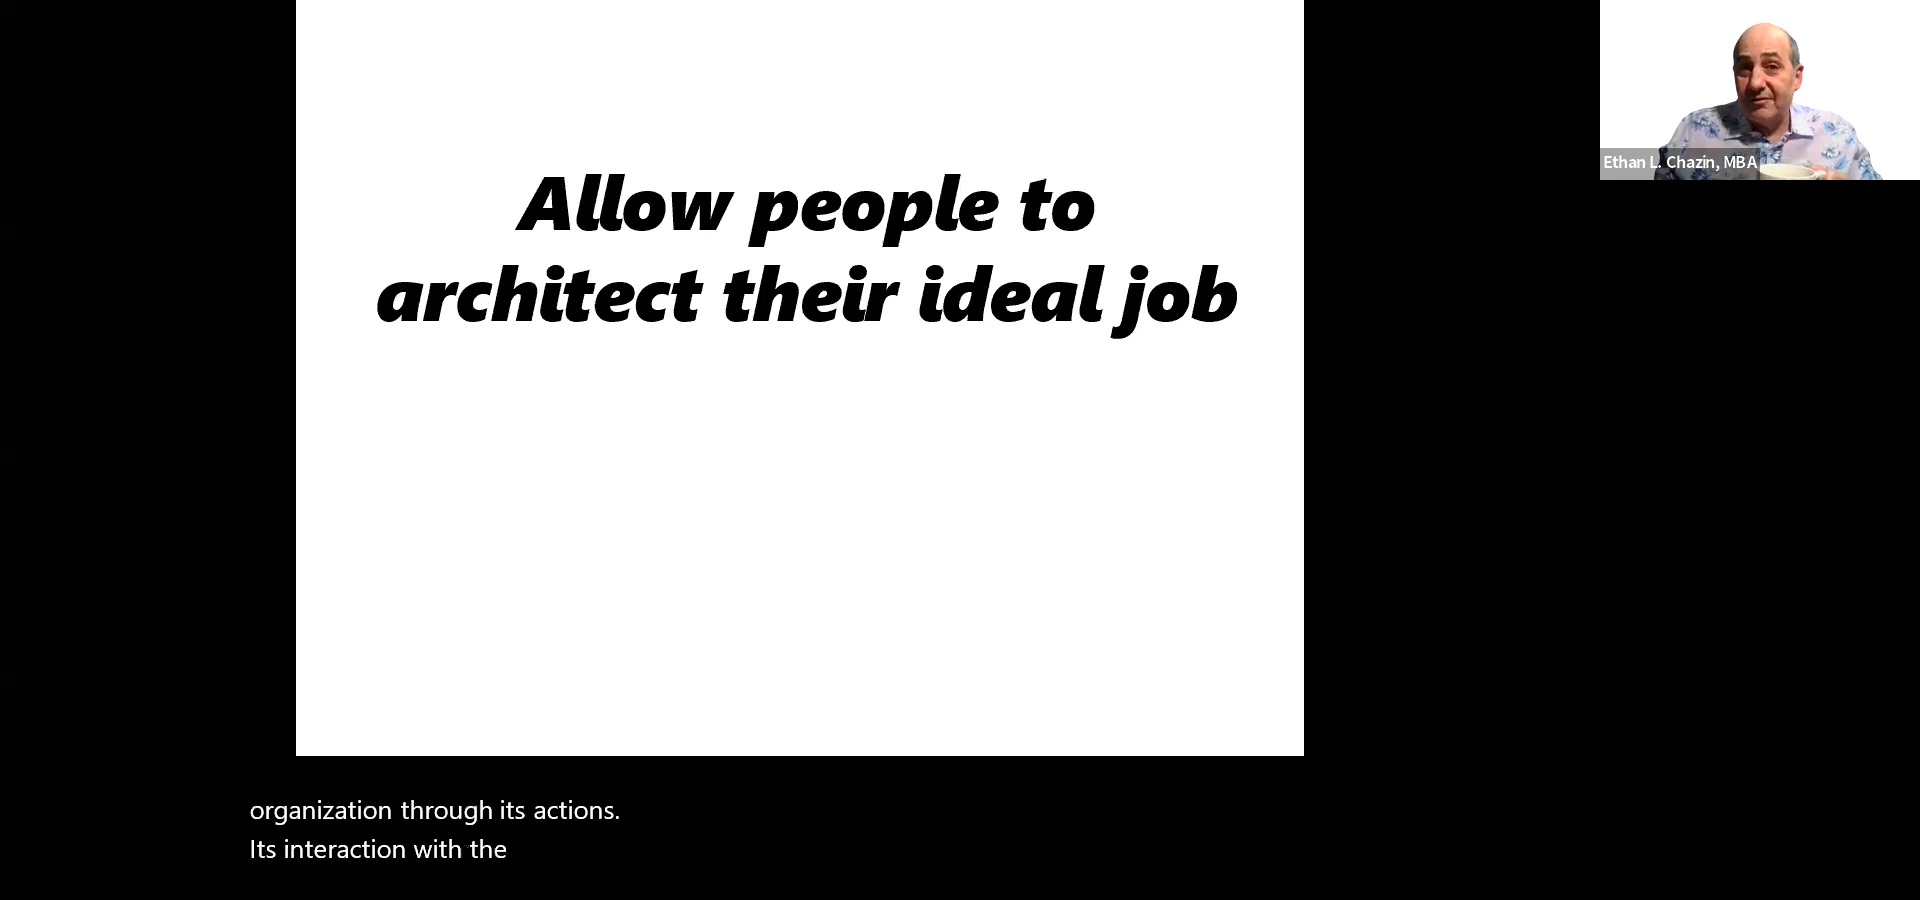 Allow people to
architect their ideal job
Ethan L. Chazin, MBA
organization through its actions.
Its interaction with the